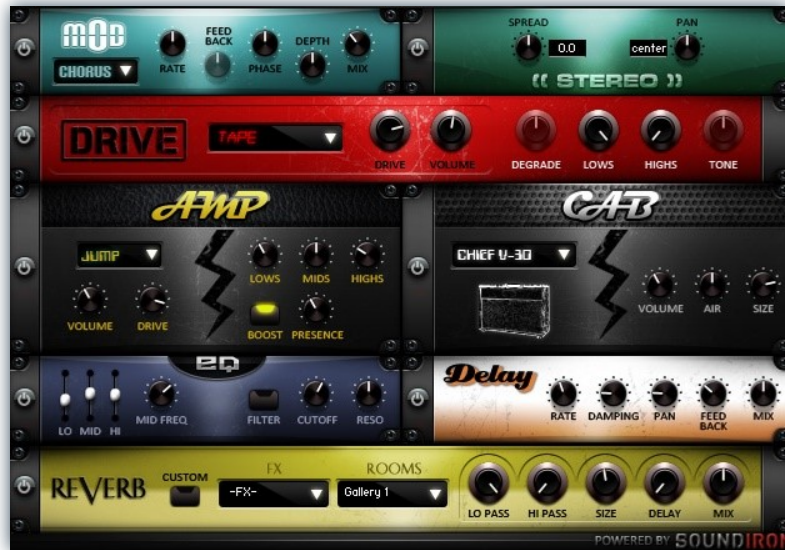 MOD
CHORUS
RATE
FEED
BACK
PHASE
DEPTH
MIX
SPREAD
0.0
center
PAN
(( STEREO ))
DRIVE
TAPE
DRIVE
VOLUME
DEGRADE
LOWS
HIGHS
TONE
AMP
JUMP
LOWS
MIDS
HIGHS
VOLUME
DRIVE
BOOST
PRESENCE
CAB
CHIEF V-30
VOLUME
AIR
SIZE
EQ
LO MID HI
MID FREQ
FILTER
CUTOFF
RESO
Delay
RATE
DAMPING
PAN
FEED
BACK
MIX
REVERB
CUSTOM
FX
-FX-
ROOMS
Gallery 1
LO PASS
HI PASS
SIZE
DELAY
MIX
POWERED BY SOUNDIRON